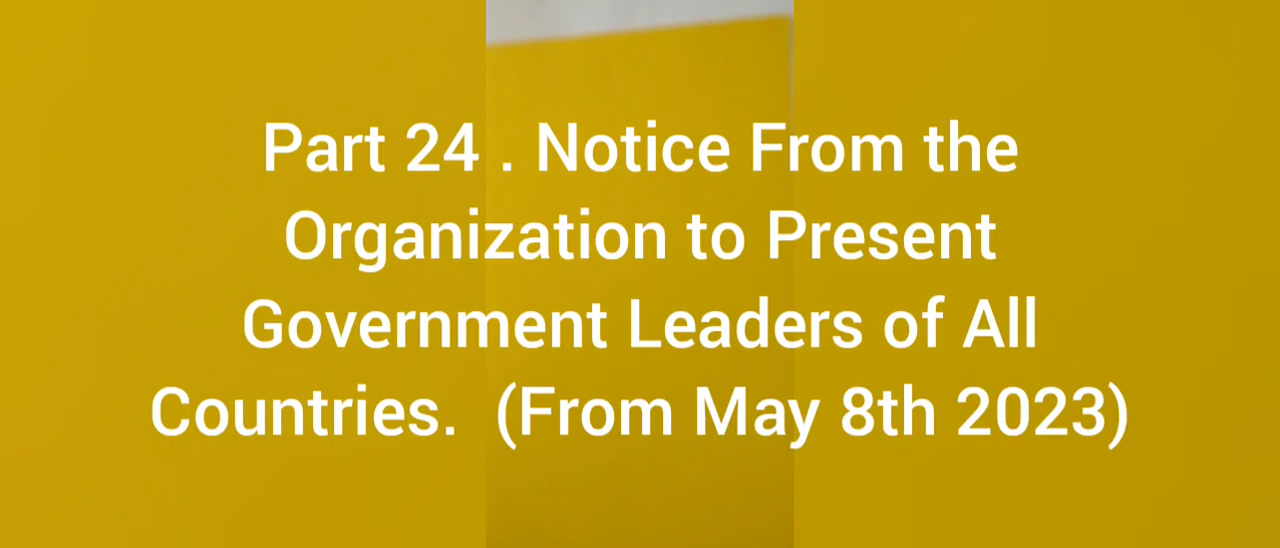 Part 24 . Notice From the
Organization to Present
Government Leaders of All
Countries.  (From May 8th 2023)